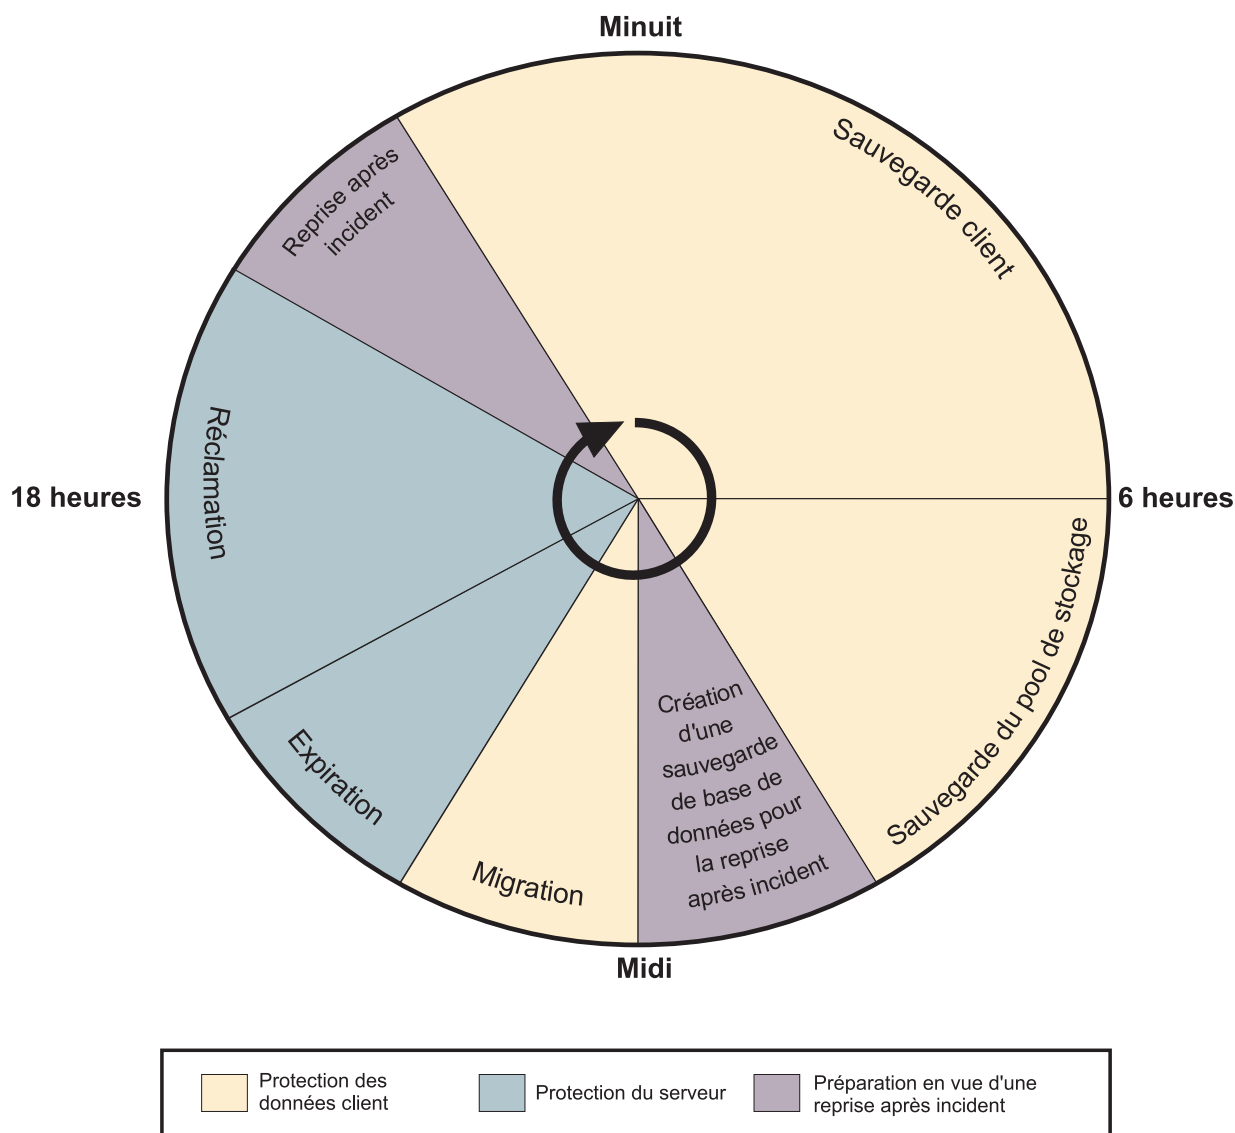 Minuit
Sauvegarde client
Reprise après
incident
Réclamation
18 heures
6 heures
Sauvegarde du pool de stockage
Création
d'une
sauvegarde
de base de
données pour
la reprise
après incident
Expiration
Migration
Midi
Protection des
données client
Protection du serveur
Préparation en vue d'une
reprise après incident